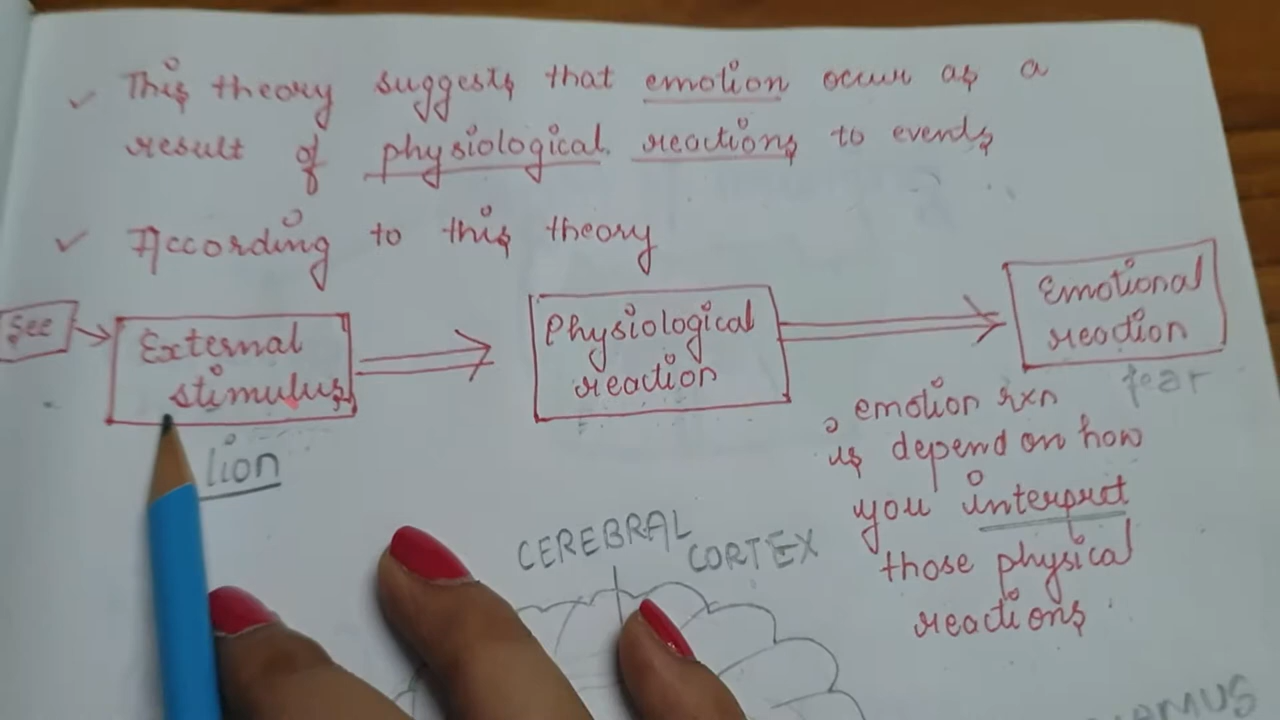 This theory suggests that emotion occur as a
result of physiological reactions to events
According to this theory
See
External
stimulus
Physiological
reaction
Emotional
reaction
lion
fear
emotion rxn
is depend on how
you interpret
those physical
reactions
CEREBRAL
CORTEX